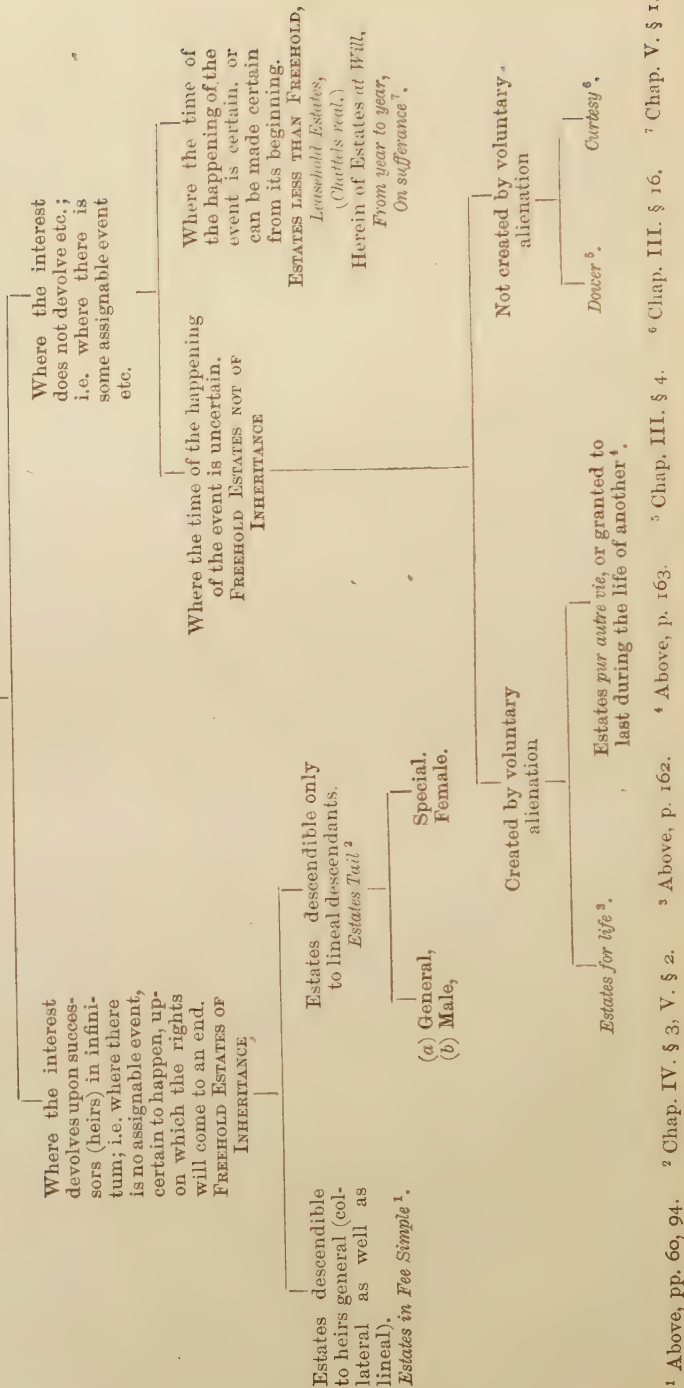 Where the interest
devolves upon succes-
sors (heirs) in infini-
tum; i.e. where there
is no assignable event,
certain to happen, up-
on which the rights
will come to an end.
FREEHOLD ESTATES OF
INHERITANCE
Where the interest
does not devolve etc.;
i.e. where there is
some assignable event
etc.
Estates descendible
to heirs general (col-
lateral as well as
lineal).
Estates in Fee Simple ¹.
Estates descendible only
to lineal descendants.
Estates Tail ²
(a) General,
(b) Male,
Special.
Female.
Where the time of the happening
of the event is uncertain.
FREEHOLD ESTATES NOT OF
INHERITANCE
Where the time of
the happening of the
event is certain, or
can be made certain
from its beginning.
ESTATES LESS THAN FREEHOLD,
Leasehold Estates,
(Chattels real.)
Herein of Estates at Will,
From year to year,
On sufferance ⁷.
Created by voluntary
alienation
Not created by voluntary
alienation
Estates for life ³.
Estates pur autre vie, or granted to
last during the life of another ⁴.
Dower ⁵.
Curtesy ⁶.
¹ Above, pp. 60, 94. ² Chap. IV. § 3, V. § 2. ³ Above, p. 162. ⁴ Above, p. 163. ⁵ Chap. III. § 4. ⁶ Chap. III. § 16. ⁷ Chap. V. § 1.